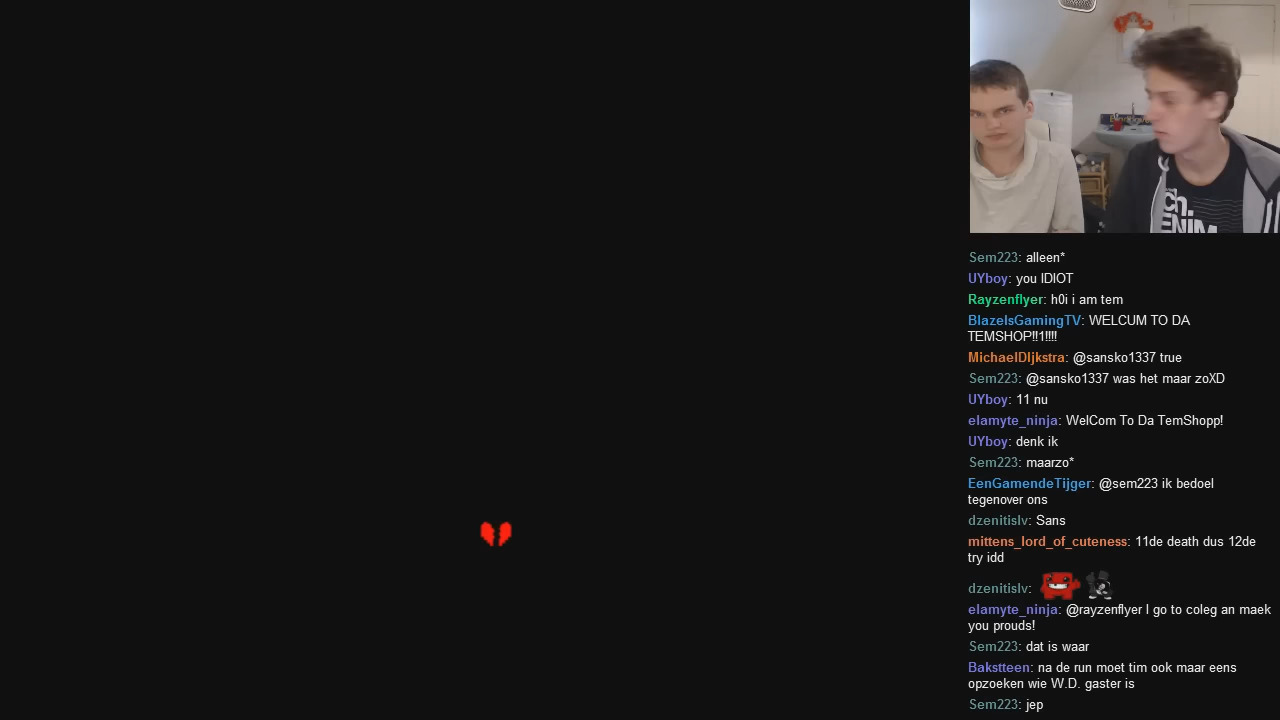 ch.
ENIM
Sem223: alleen*
UYboy: you IDIOT
Rayzenflyer: h0i i am tem
BlazelsGamingTV: WELCUM TO DA
TEMSHOP!!1!!!!
MichaelDIjkstra: @sansko1337 true
Sem223: @sansko1337 was het maar zoXD
UYboy: 11 nu
elamyte_ninja: WelCom To Da TemShopp!
UYboy: denk ik
Sem223: maarzo*
EenGamendeTijger: @sem223 ik bedoel
tegenover ons
dzenitislv: Sans
mittens_lord_of_cuteness: 11de death dus 12de
try idd
dzenitislv:
elamyte_ninja: @rayzenflyer I go to coleg an maek
you prouds!
Sem223: dat is waar
Bakstteen: na de run moet tim ook maar eens
opzoeken wie W.D. gaster is
Sem223: jep